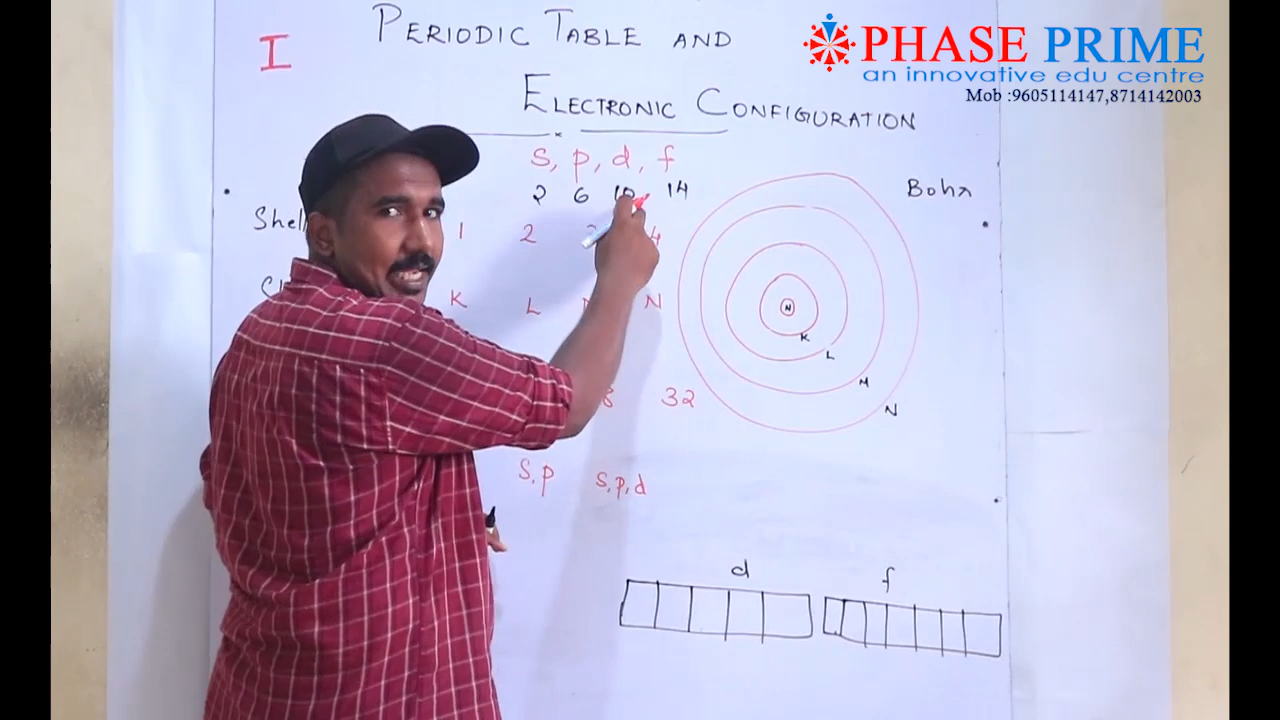 I
PERIODIC TABLE AND
ELECTRONIC CONFIGURATION
PHASE PRIME
an innovative edu centre
Mob :9605114147,8714142003
s, p, d, f
2 6 10 14
Bohr
1 2 4
K L N
32
S,p S,p,d
N
K
L
M
N
d f